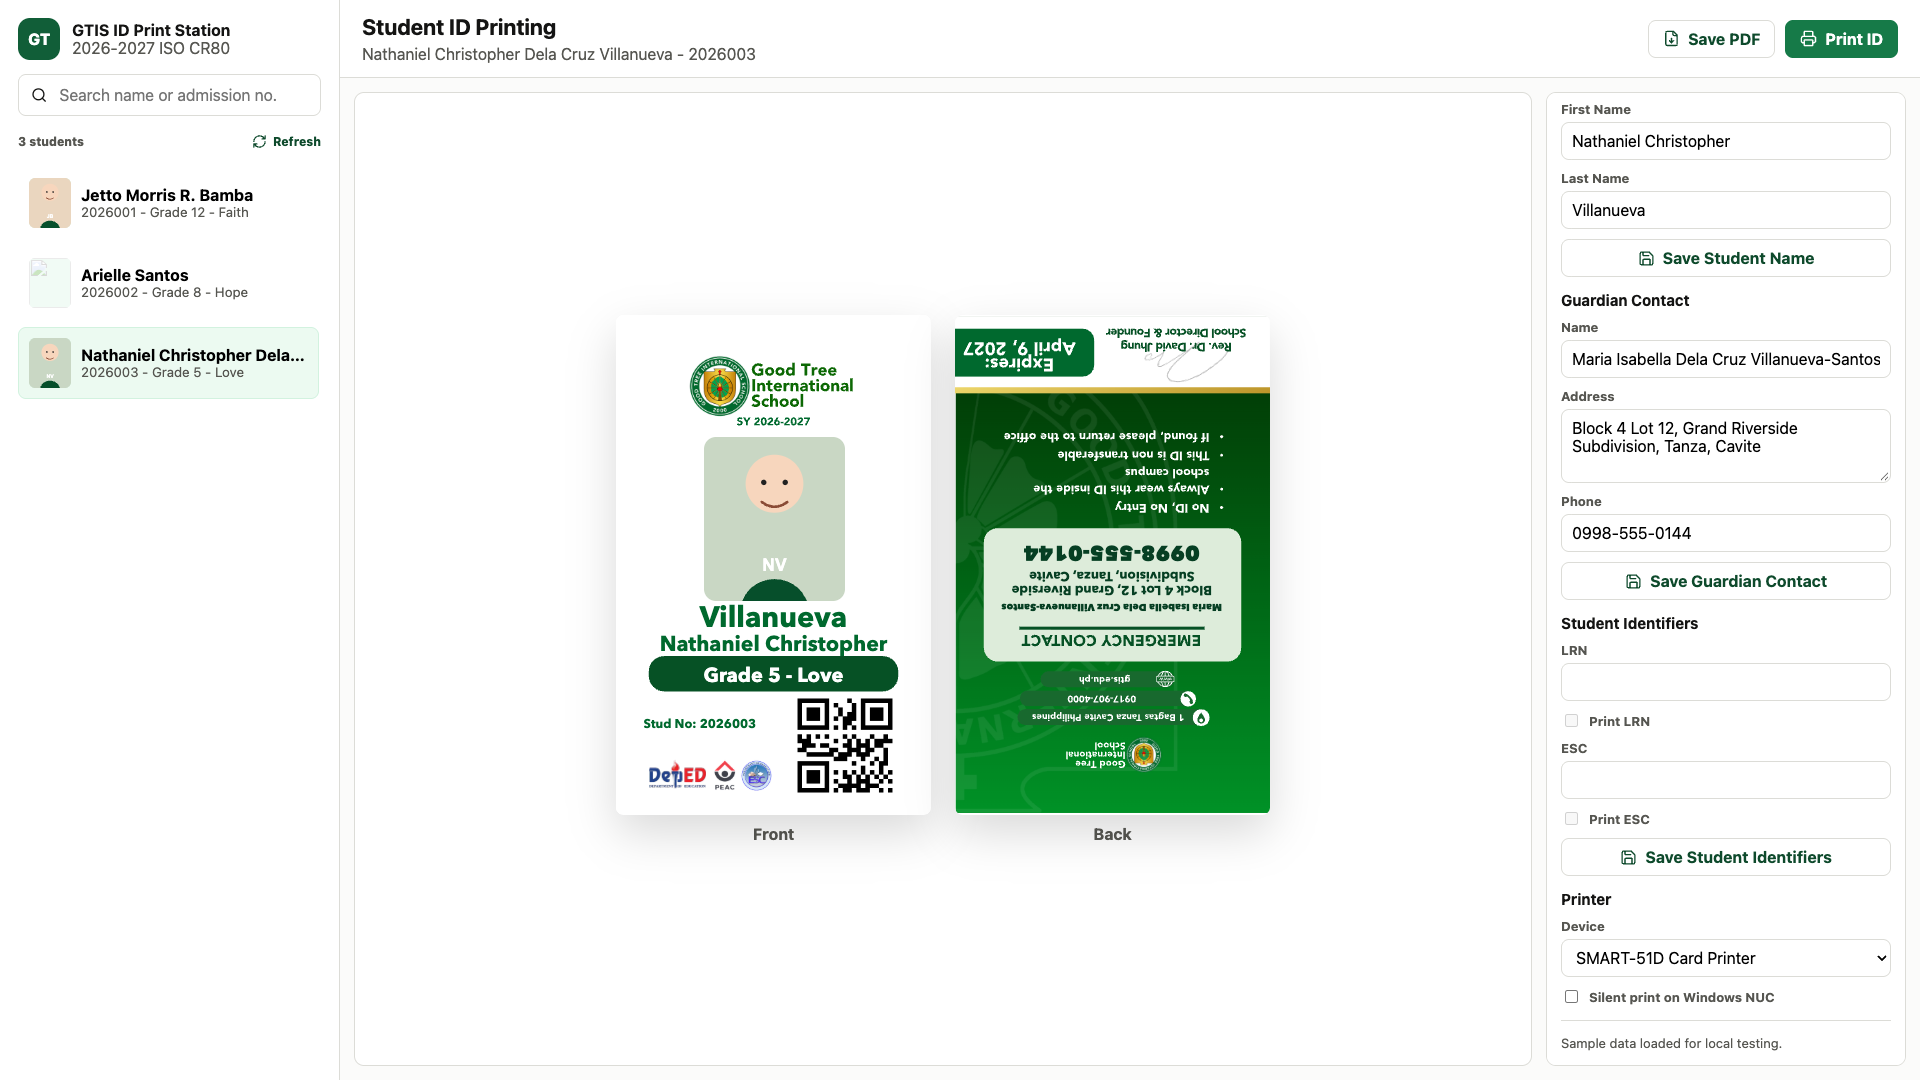 GT
GTIS ID Print Station
2026-2027 ISO CR80
Search name or admission no.
3 students
Refresh
Jetto Morris R. Bamba
2026001 - Grade 12 - Faith
Arielle Santos
2026002 - Grade 8 - Hope
Nathaniel Christopher Dela...
2026003 - Grade 5 - Love
Student ID Printing
Nathaniel Christopher Dela Cruz Villanueva - 2026003
Save PDF
Print ID
Good Tree
International
School
SY 2026-2027
NV
Villanueva
Nathaniel Christopher
Grade 5 - Love
Stud No: 2026003
DepED
DEPARTMENT OF EDUCATION
PEAC
ESC
Front
Good Tree
International
School
1 Bagtas Tanza Cavite Philippines
0917-907-4000
gtis.edu.ph
EMERGENCY CONTACT
Maria Isabella Dela Cruz Villanueva-Santos
Block 4 Lot 12, Grand Riverside
Subdivision, Tanza, Cavite
0998-555-0144
• No ID, No Entry
• Always wear this ID inside the
school campus
• This ID is non transferable
• If found, please return to the office
Expires:
April 9, 2027
Rev. Dr. David Jhung
School Director & Founder
Back
First Name
Nathaniel Christopher
Last Name
Villanueva
Save Student Name
Guardian Contact
Name
Maria Isabella Dela Cruz Villanueva-Santos
Address
Block 4 Lot 12, Grand Riverside
Subdivision, Tanza, Cavite
Phone
0998-555-0144
Save Guardian Contact
Student Identifiers
LRN
Print LRN
ESC
Print ESC
Save Student Identifiers
Printer
Device
SMART-51D Card Printer
Silent print on Windows NUC
Sample data loaded for local testing.